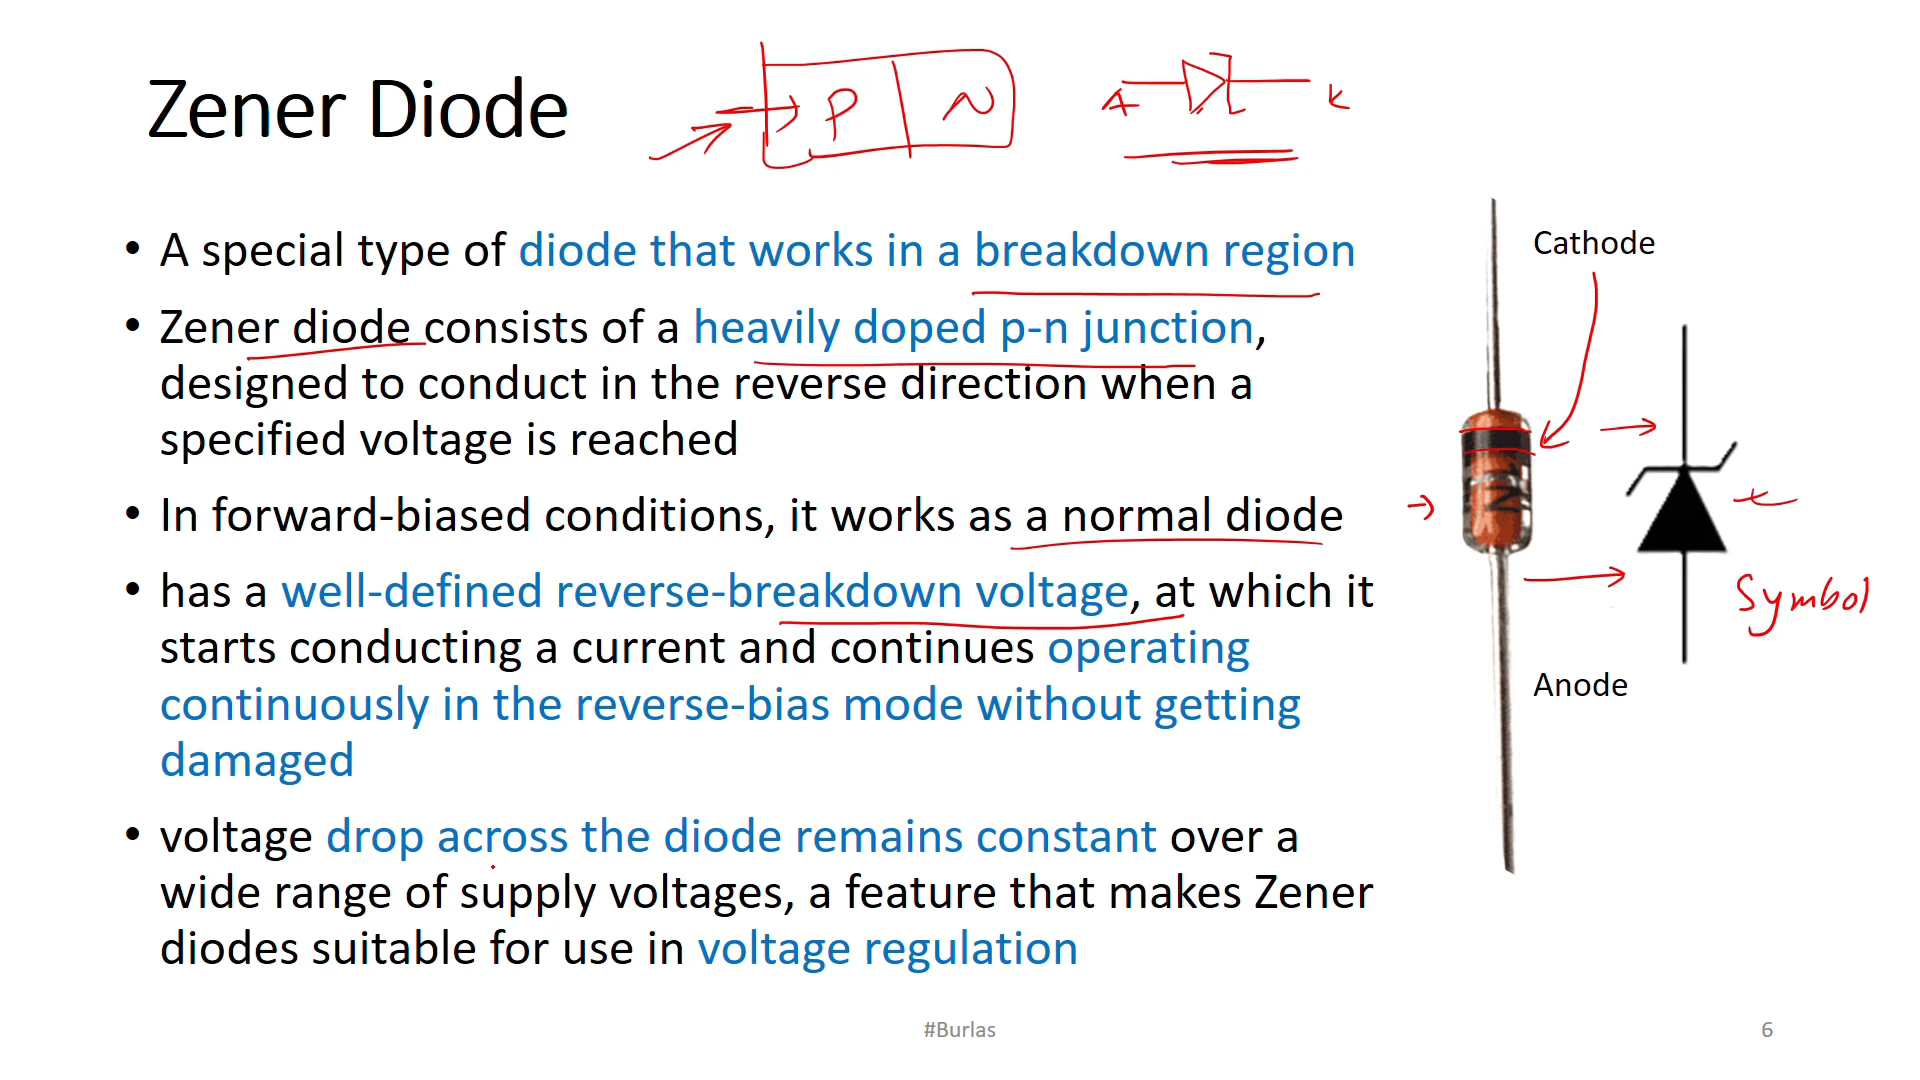 Zener Diode
P N
A K
• A special type of diode that works in a breakdown region
• Zener diode consists of a heavily doped p-n junction,
designed to conduct in the reverse direction when a
specified voltage is reached
• In forward-biased conditions, it works as a normal diode
• has a well-defined reverse-breakdown voltage, at which it
starts conducting a current and continues operating
continuously in the reverse-bias mode without getting
damaged
• voltage drop across the diode remains constant over a
wide range of supply voltages, a feature that makes Zener
diodes suitable for use in voltage regulation
Cathode
Symbol
Anode
#Burlas
6